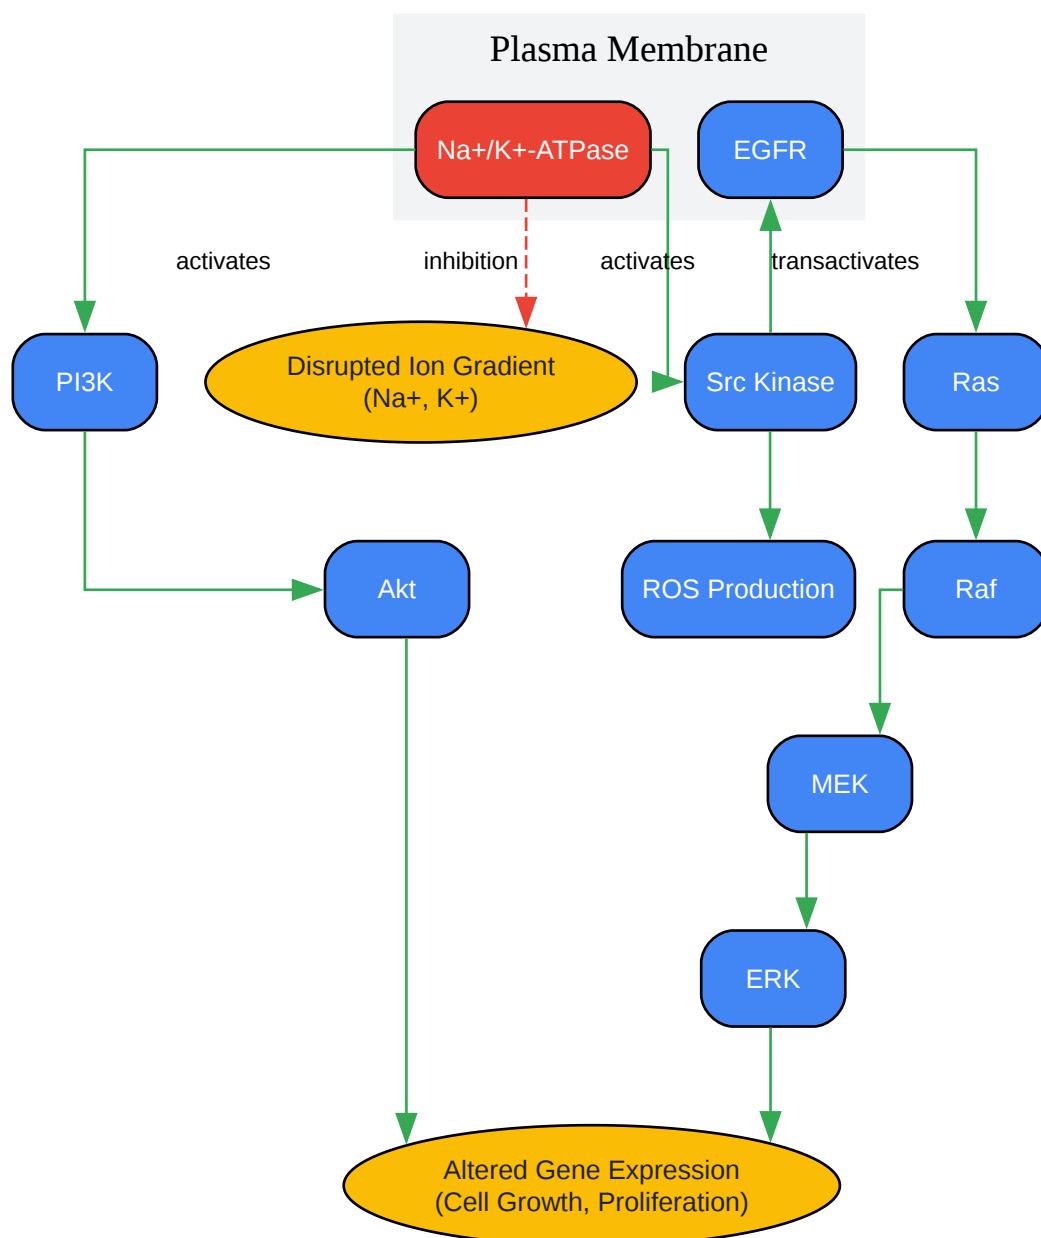 Plasma Membrane
Na+/K+-ATPase
EGFR
activates
inhibition
activates
transactivates
PI3K
Disrupted Ion Gradient
(Na+, K+)
Src Kinase
Ras
Akt
ROS Production
Raf
MEK
ERK
Altered Gene Expression
(Cell Growth, Proliferation)